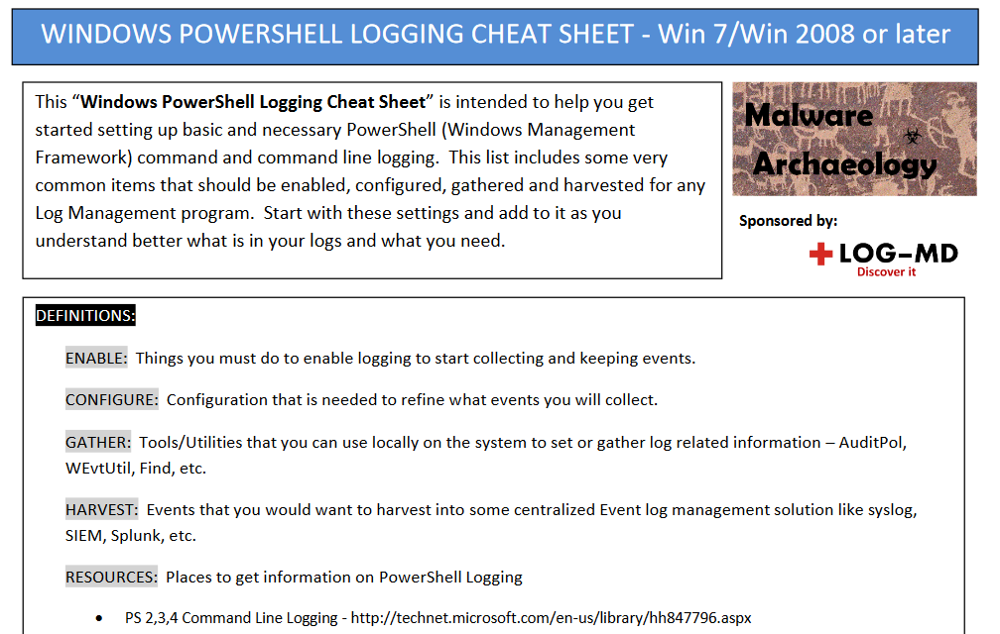 WINDOWS POWERSHELL LOGGING CHEAT SHEET - Win 7/Win 2008 or later
This “Windows PowerShell Logging Cheat Sheet” is intended to help you get
started setting up basic and necessary PowerShell (Windows Management
Framework) command and command line logging.  This list includes some very
common items that should be enabled, configured, gathered and harvested for any
Log Management program.  Start with these settings and add to it as you
understand better what is in your logs and what you need.
Malware
Archaeology
Sponsored by:
LOG-MD
Discover it
DEFINITIONS:
ENABLE:  Things you must do to enable logging to start collecting and keeping events.
CONFIGURE:  Configuration that is needed to refine what events you will collect.
GATHER:  Tools/Utilities that you can use locally on the system to set or gather log related information – AuditPol,
WEvtUtil, Find, etc.
HARVEST:  Events that you would want to harvest into some centralized Event log management solution like syslog,
SIEM, Splunk, etc.
RESOURCES:  Places to get information on PowerShell Logging
• PS 2,3,4 Command Line Logging - http://technet.microsoft.com/en-us/library/hh847796.aspx